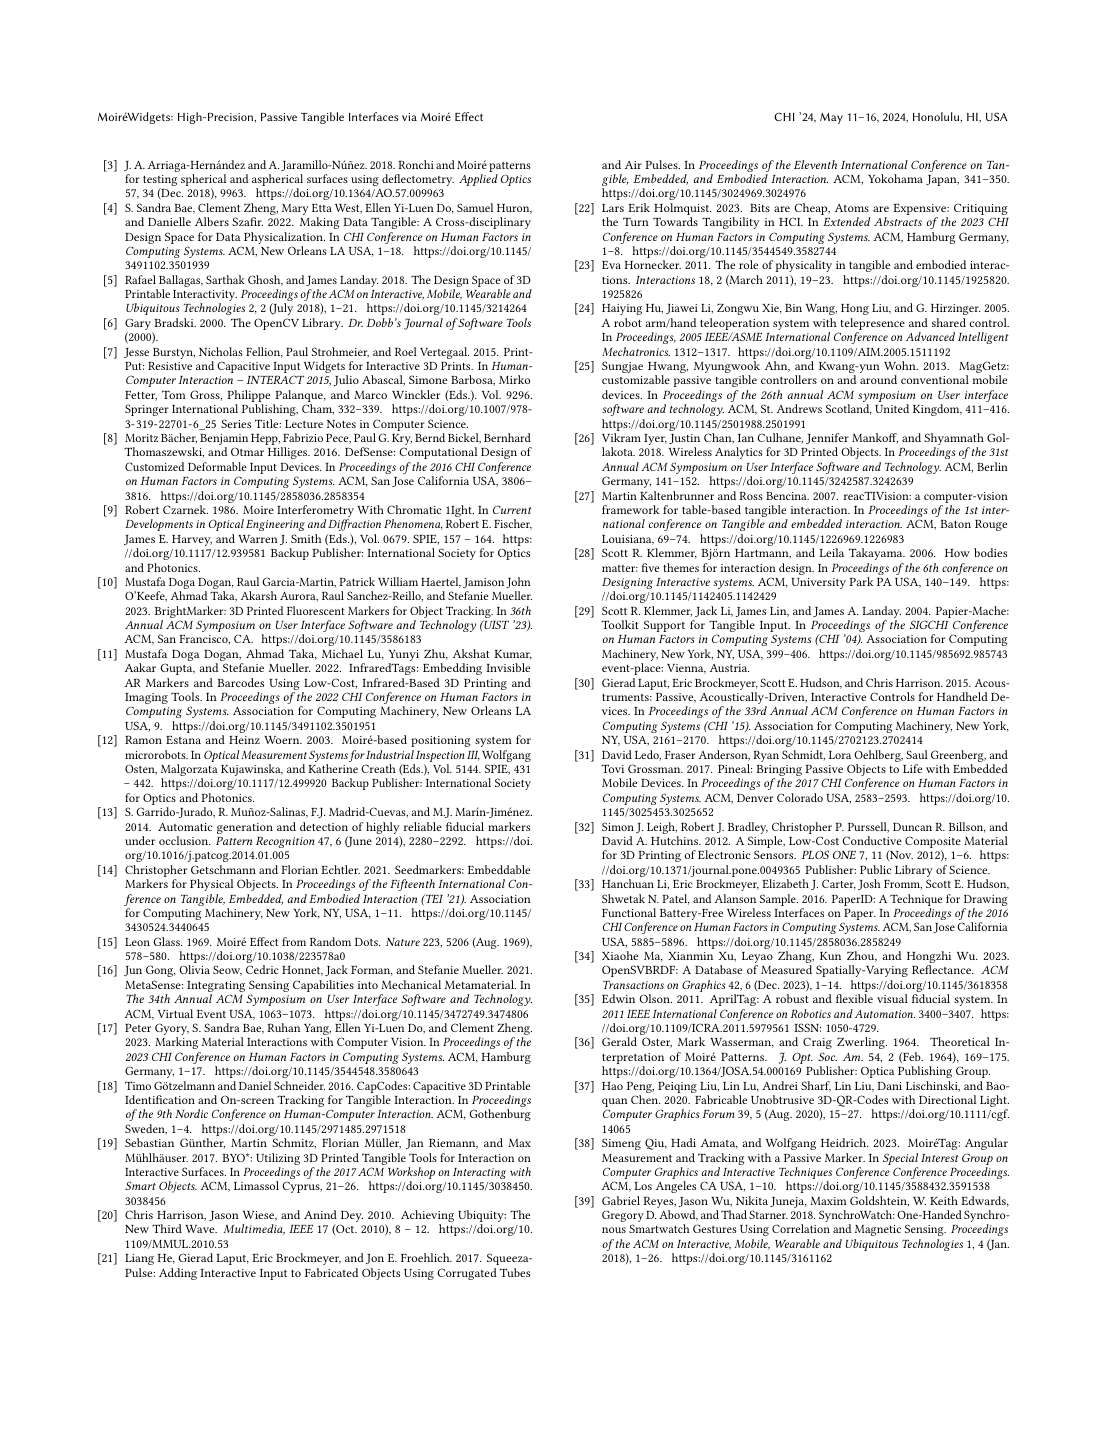 MoiréWidgets: High-Precision, Passive Tangible Interfaces via Moiré Effect
CHI '24, May 11–16, 2024, Honolulu, HI, USA
[3] J. A. Arriaga-Hernández and A. Jaramillo-Núñez. 2018. Ronchi and Moiré patterns
for testing spherical and aspherical surfaces using deflectometry. Applied Optics
57, 34 (Dec. 2018), 9963. https://doi.org/10.1364/AO.57.009963
[4] S. Sandra Bae, Clement Zheng, Mary Etta West, Ellen Yi-Luen Do, Samuel Huron,
and Danielle Albers Szafir. 2022. Making Data Tangible: A Cross-disciplinary
Design Space for Data Physicalization. In CHI Conference on Human Factors in
Computing Systems. ACM, New Orleans LA USA, 1–18. https://doi.org/10.1145/
3491102.3501939
[5] Rafael Ballagas, Sarthak Ghosh, and James Landay. 2018. The Design Space of 3D
Printable Interactivity. Proceedings of the ACM on Interactive, Mobile, Wearable and
Ubiquitous Technologies 2, 2 (July 2018), 1–21. https://doi.org/10.1145/3214264
[6] Gary Bradski. 2000. The OpenCV Library. Dr. Dobb's Journal of Software Tools
(2000).
[7] Jesse Burstyn, Nicholas Fellion, Paul Strohmeier, and Roel Vertegaal. 2015. Print-
Put: Resistive and Capacitive Input Widgets for Interactive 3D Prints. In Human-
Computer Interaction – INTERACT 2015, Julio Abascal, Simone Barbosa, Mirko
Fetter, Tom Gross, Philippe Palanque, and Marco Winckler (Eds.). Vol. 9296.
Springer International Publishing, Cham, 332–339. https://doi.org/10.1007/978-
3-319-22701-6_25 Series Title: Lecture Notes in Computer Science.
[8] Moritz Bächer, Benjamin Hepp, Fabrizio Pece, Paul G. Kry, Bernd Bickel, Bernhard
Thomaszewski, and Otmar Hilliges. 2016. DefSense: Computational Design of
Customized Deformable Input Devices. In Proceedings of the 2016 CHI Conference
on Human Factors in Computing Systems. ACM, San Jose California USA, 3806–
3816. https://doi.org/10.1145/2858036.2858354
[9] Robert Czarnek. 1986. Moire Interferometry With Chromatic 1Ight. In Current
Developments in Optical Engineering and Diffraction Phenomena, Robert E. Fischer,
James E. Harvey, and Warren J. Smith (Eds.), Vol. 0679. SPIE, 157 – 164. https:
//doi.org/10.1117/12.939581 Backup Publisher: International Society for Optics
and Photonics.
[10] Mustafa Doga Dogan, Raul Garcia-Martin, Patrick William Haertel, Jamison John
O'Keefe, Ahmad Taka, Akarsh Aurora, Raul Sanchez-Reillo, and Stefanie Mueller.
2023. BrightMarker: 3D Printed Fluorescent Markers for Object Tracking. In 36th
Annual ACM Symposium on User Interface Software and Technology (UIST '23).
ACM, San Francisco, CA. https://doi.org/10.1145/3586183
[11] Mustafa Doga Dogan, Ahmad Taka, Michael Lu, Yunyi Zhu, Akshat Kumar,
Aakar Gupta, and Stefanie Mueller. 2022. InfraredTags: Embedding Invisible
AR Markers and Barcodes Using Low-Cost, Infrared-Based 3D Printing and
Imaging Tools. In Proceedings of the 2022 CHI Conference on Human Factors in
Computing Systems. Association for Computing Machinery, New Orleans LA
USA, 9. https://doi.org/10.1145/3491102.3501951
[12] Ramon Estana and Heinz Woern. 2003. Moiré-based positioning system for
microrobots. In Optical Measurement Systems for Industrial Inspection III, Wolfgang
Osten, Malgorzata Kujawinska, and Katherine Creath (Eds.), Vol. 5144. SPIE, 431
– 442. https://doi.org/10.1117/12.499920 Backup Publisher: International Society
for Optics and Photonics.
[13] S. Garrido-Jurado, R. Muñoz-Salinas, F.J. Madrid-Cuevas, and M.J. Marín-Jiménez.
2014. Automatic generation and detection of highly reliable fiducial markers
under occlusion. Pattern Recognition 47, 6 (June 2014), 2280–2292. https://doi.
org/10.1016/j.patcog.2014.01.005
[14] Christopher Getschmann and Florian Echtler. 2021. Seedmarkers: Embeddable
Markers for Physical Objects. In Proceedings of the Fifteenth International Con-
ference on Tangible, Embedded, and Embodied Interaction (TEI '21). Association
for Computing Machinery, New York, NY, USA, 1–11. https://doi.org/10.1145/
3430524.3440645
[15] Leon Glass. 1969. Moiré Effect from Random Dots. Nature 223, 5206 (Aug. 1969),
578–580. https://doi.org/10.1038/223578a0
[16] Jun Gong, Olivia Seow, Cedric Honnet, Jack Forman, and Stefanie Mueller. 2021.
MetaSense: Integrating Sensing Capabilities into Mechanical Metamaterial. In
The 34th Annual ACM Symposium on User Interface Software and Technology.
ACM, Virtual Event USA, 1063–1073. https://doi.org/10.1145/3472749.3474806
[17] Peter Gyory, S. Sandra Bae, Ruhan Yang, Ellen Yi-Luen Do, and Clement Zheng.
2023. Marking Material Interactions with Computer Vision. In Proceedings of the
2023 CHI Conference on Human Factors in Computing Systems. ACM, Hamburg
Germany, 1–17. https://doi.org/10.1145/3544548.3580643
[18] Timo Götzelmann and Daniel Schneider. 2016. CapCodes: Capacitive 3D Printable
Identification and On-screen Tracking for Tangible Interaction. In Proceedings
of the 9th Nordic Conference on Human-Computer Interaction. ACM, Gothenburg
Sweden, 1–4. https://doi.org/10.1145/2971485.2971518
[19] Sebastian Günther, Martin Schmitz, Florian Müller, Jan Riemann, and Max
Mühlhäuser. 2017. BYO*: Utilizing 3D Printed Tangible Tools for Interaction on
Interactive Surfaces. In Proceedings of the 2017 ACM Workshop on Interacting with
Smart Objects. ACM, Limassol Cyprus, 21–26. https://doi.org/10.1145/3038450.
3038456
[20] Chris Harrison, Jason Wiese, and Anind Dey. 2010. Achieving Ubiquity: The
New Third Wave. Multimedia, IEEE 17 (Oct. 2010), 8 – 12. https://doi.org/10.
1109/MMUL.2010.53
[21] Liang He, Gierad Laput, Eric Brockmeyer, and Jon E. Froehlich. 2017. Squeeza-
Pulse: Adding Interactive Input to Fabricated Objects Using Corrugated Tubes
and Air Pulses. In Proceedings of the Eleventh International Conference on Tan-
gible, Embedded, and Embodied Interaction. ACM, Yokohama Japan, 341–350.
https://doi.org/10.1145/3024969.3024976
[22] Lars Erik Holmquist. 2023. Bits are Cheap, Atoms are Expensive: Critiquing
the Turn Towards Tangibility in HCI. In Extended Abstracts of the 2023 CHI
Conference on Human Factors in Computing Systems. ACM, Hamburg Germany,
1–8. https://doi.org/10.1145/3544549.3582744
[23] Eva Hornecker. 2011. The role of physicality in tangible and embodied interac-
tions. Interactions 18, 2 (March 2011), 19–23. https://doi.org/10.1145/1925820.
1925826
[24] Haiying Hu, Jiawei Li, Zongwu Xie, Bin Wang, Hong Liu, and G. Hirzinger. 2005.
A robot arm/hand teleoperation system with telepresence and shared control.
In Proceedings, 2005 IEEE/ASME International Conference on Advanced Intelligent
Mechatronics. 1312–1317. https://doi.org/10.1109/AIM.2005.1511192
[25] Sungjae Hwang, Myungwook Ahn, and Kwang-yun Wohn. 2013. MagGetz:
customizable passive tangible controllers on and around conventional mobile
devices. In Proceedings of the 26th annual ACM symposium on User interface
software and technology. ACM, St. Andrews Scotland, United Kingdom, 411–416.
https://doi.org/10.1145/2501988.2501991
[26] Vikram Iyer, Justin Chan, Ian Culhane, Jennifer Mankoff, and Shyamnath Gol-
lakota. 2018. Wireless Analytics for 3D Printed Objects. In Proceedings of the 31st
Annual ACM Symposium on User Interface Software and Technology. ACM, Berlin
Germany, 141–152. https://doi.org/10.1145/3242587.3242639
[27] Martin Kaltenbrunner and Ross Bencina. 2007. reacTIVision: a computer-vision
framework for table-based tangible interaction. In Proceedings of the 1st inter-
national conference on Tangible and embedded interaction. ACM, Baton Rouge
Louisiana, 69–74. https://doi.org/10.1145/1226969.1226983
[28] Scott R. Klemmer, Björn Hartmann, and Leila Takayama. 2006. How bodies
matter: five themes for interaction design. In Proceedings of the 6th conference on
Designing Interactive systems. ACM, University Park PA USA, 140–149. https:
//doi.org/10.1145/1142405.1142429
[29] Scott R. Klemmer, Jack Li, James Lin, and James A. Landay. 2004. Papier-Mache:
Toolkit Support for Tangible Input. In Proceedings of the SIGCHI Conference
on Human Factors in Computing Systems (CHI '04). Association for Computing
Machinery, New York, NY, USA, 399–406. https://doi.org/10.1145/985692.985743
event-place: Vienna, Austria.
[30] Gierad Laput, Eric Brockmeyer, Scott E. Hudson, and Chris Harrison. 2015. Acous-
truments: Passive, Acoustically-Driven, Interactive Controls for Handheld De-
vices. In Proceedings of the 33rd Annual ACM Conference on Human Factors in
Computing Systems (CHI '15). Association for Computing Machinery, New York,
NY, USA, 2161–2170. https://doi.org/10.1145/2702123.2702414
[31] David Ledo, Fraser Anderson, Ryan Schmidt, Lora Oehlberg, Saul Greenberg, and
Tovi Grossman. 2017. Pineal: Bringing Passive Objects to Life with Embedded
Mobile Devices. In Proceedings of the 2017 CHI Conference on Human Factors in
Computing Systems. ACM, Denver Colorado USA, 2583–2593. https://doi.org/10.
1145/3025453.3025652
[32] Simon J. Leigh, Robert J. Bradley, Christopher P. Purssell, Duncan R. Billson, and
David A. Hutchins. 2012. A Simple, Low-Cost Conductive Composite Material
for 3D Printing of Electronic Sensors. PLOS ONE 7, 11 (Nov. 2012), 1–6. https:
//doi.org/10.1371/journal.pone.0049365 Publisher: Public Library of Science.
[33] Hanchuan Li, Eric Brockmeyer, Elizabeth J. Carter, Josh Fromm, Scott E. Hudson,
Shwetak N. Patel, and Alanson Sample. 2016. PaperID: A Technique for Drawing
Functional Battery-Free Wireless Interfaces on Paper. In Proceedings of the 2016
CHI Conference on Human Factors in Computing Systems. ACM, San Jose California
USA, 5885–5896. https://doi.org/10.1145/2858036.2858249
[34] Xiaohe Ma, Xianmin Xu, Leyao Zhang, Kun Zhou, and Hongzhi Wu. 2023.
OpenSVBRDF: A Database of Measured Spatially-Varying Reflectance. ACM
Transactions on Graphics 42, 6 (Dec. 2023), 1–14. https://doi.org/10.1145/3618358
[35] Edwin Olson. 2011. AprilTag: A robust and flexible visual fiducial system. In
2011 IEEE International Conference on Robotics and Automation. 3400–3407. https:
//doi.org/10.1109/ICRA.2011.5979561 ISSN: 1050-4729.
[36] Gerald Oster, Mark Wasserman, and Craig Zwerling. 1964. Theoretical In-
terpretation of Moiré Patterns. J. Opt. Soc. Am. 54, 2 (Feb. 1964), 169–175.
https://doi.org/10.1364/JOSA.54.000169 Publisher: Optica Publishing Group.
[37] Hao Peng, Peiqing Liu, Lin Lu, Andrei Sharf, Lin Liu, Dani Lischinski, and Bao-
quan Chen. 2020. Fabricable Unobtrusive 3D-QR-Codes with Directional Light.
Computer Graphics Forum 39, 5 (Aug. 2020), 15–27. https://doi.org/10.1111/cgf.
14065
[38] Simeng Qiu, Hadi Amata, and Wolfgang Heidrich. 2023. MoiréTag: Angular
Measurement and Tracking with a Passive Marker. In Special Interest Group on
Computer Graphics and Interactive Techniques Conference Conference Proceedings.
ACM, Los Angeles CA USA, 1–10. https://doi.org/10.1145/3588432.3591538
[39] Gabriel Reyes, Jason Wu, Nikita Juneja, Maxim Goldshtein, W. Keith Edwards,
Gregory D. Abowd, and Thad Starner. 2018. SynchroWatch: One-Handed Synchro-
nous Smartwatch Gestures Using Correlation and Magnetic Sensing. Proceedings
of the ACM on Interactive, Mobile, Wearable and Ubiquitous Technologies 1, 4 (Jan.
2018), 1–26. https://doi.org/10.1145/3161162